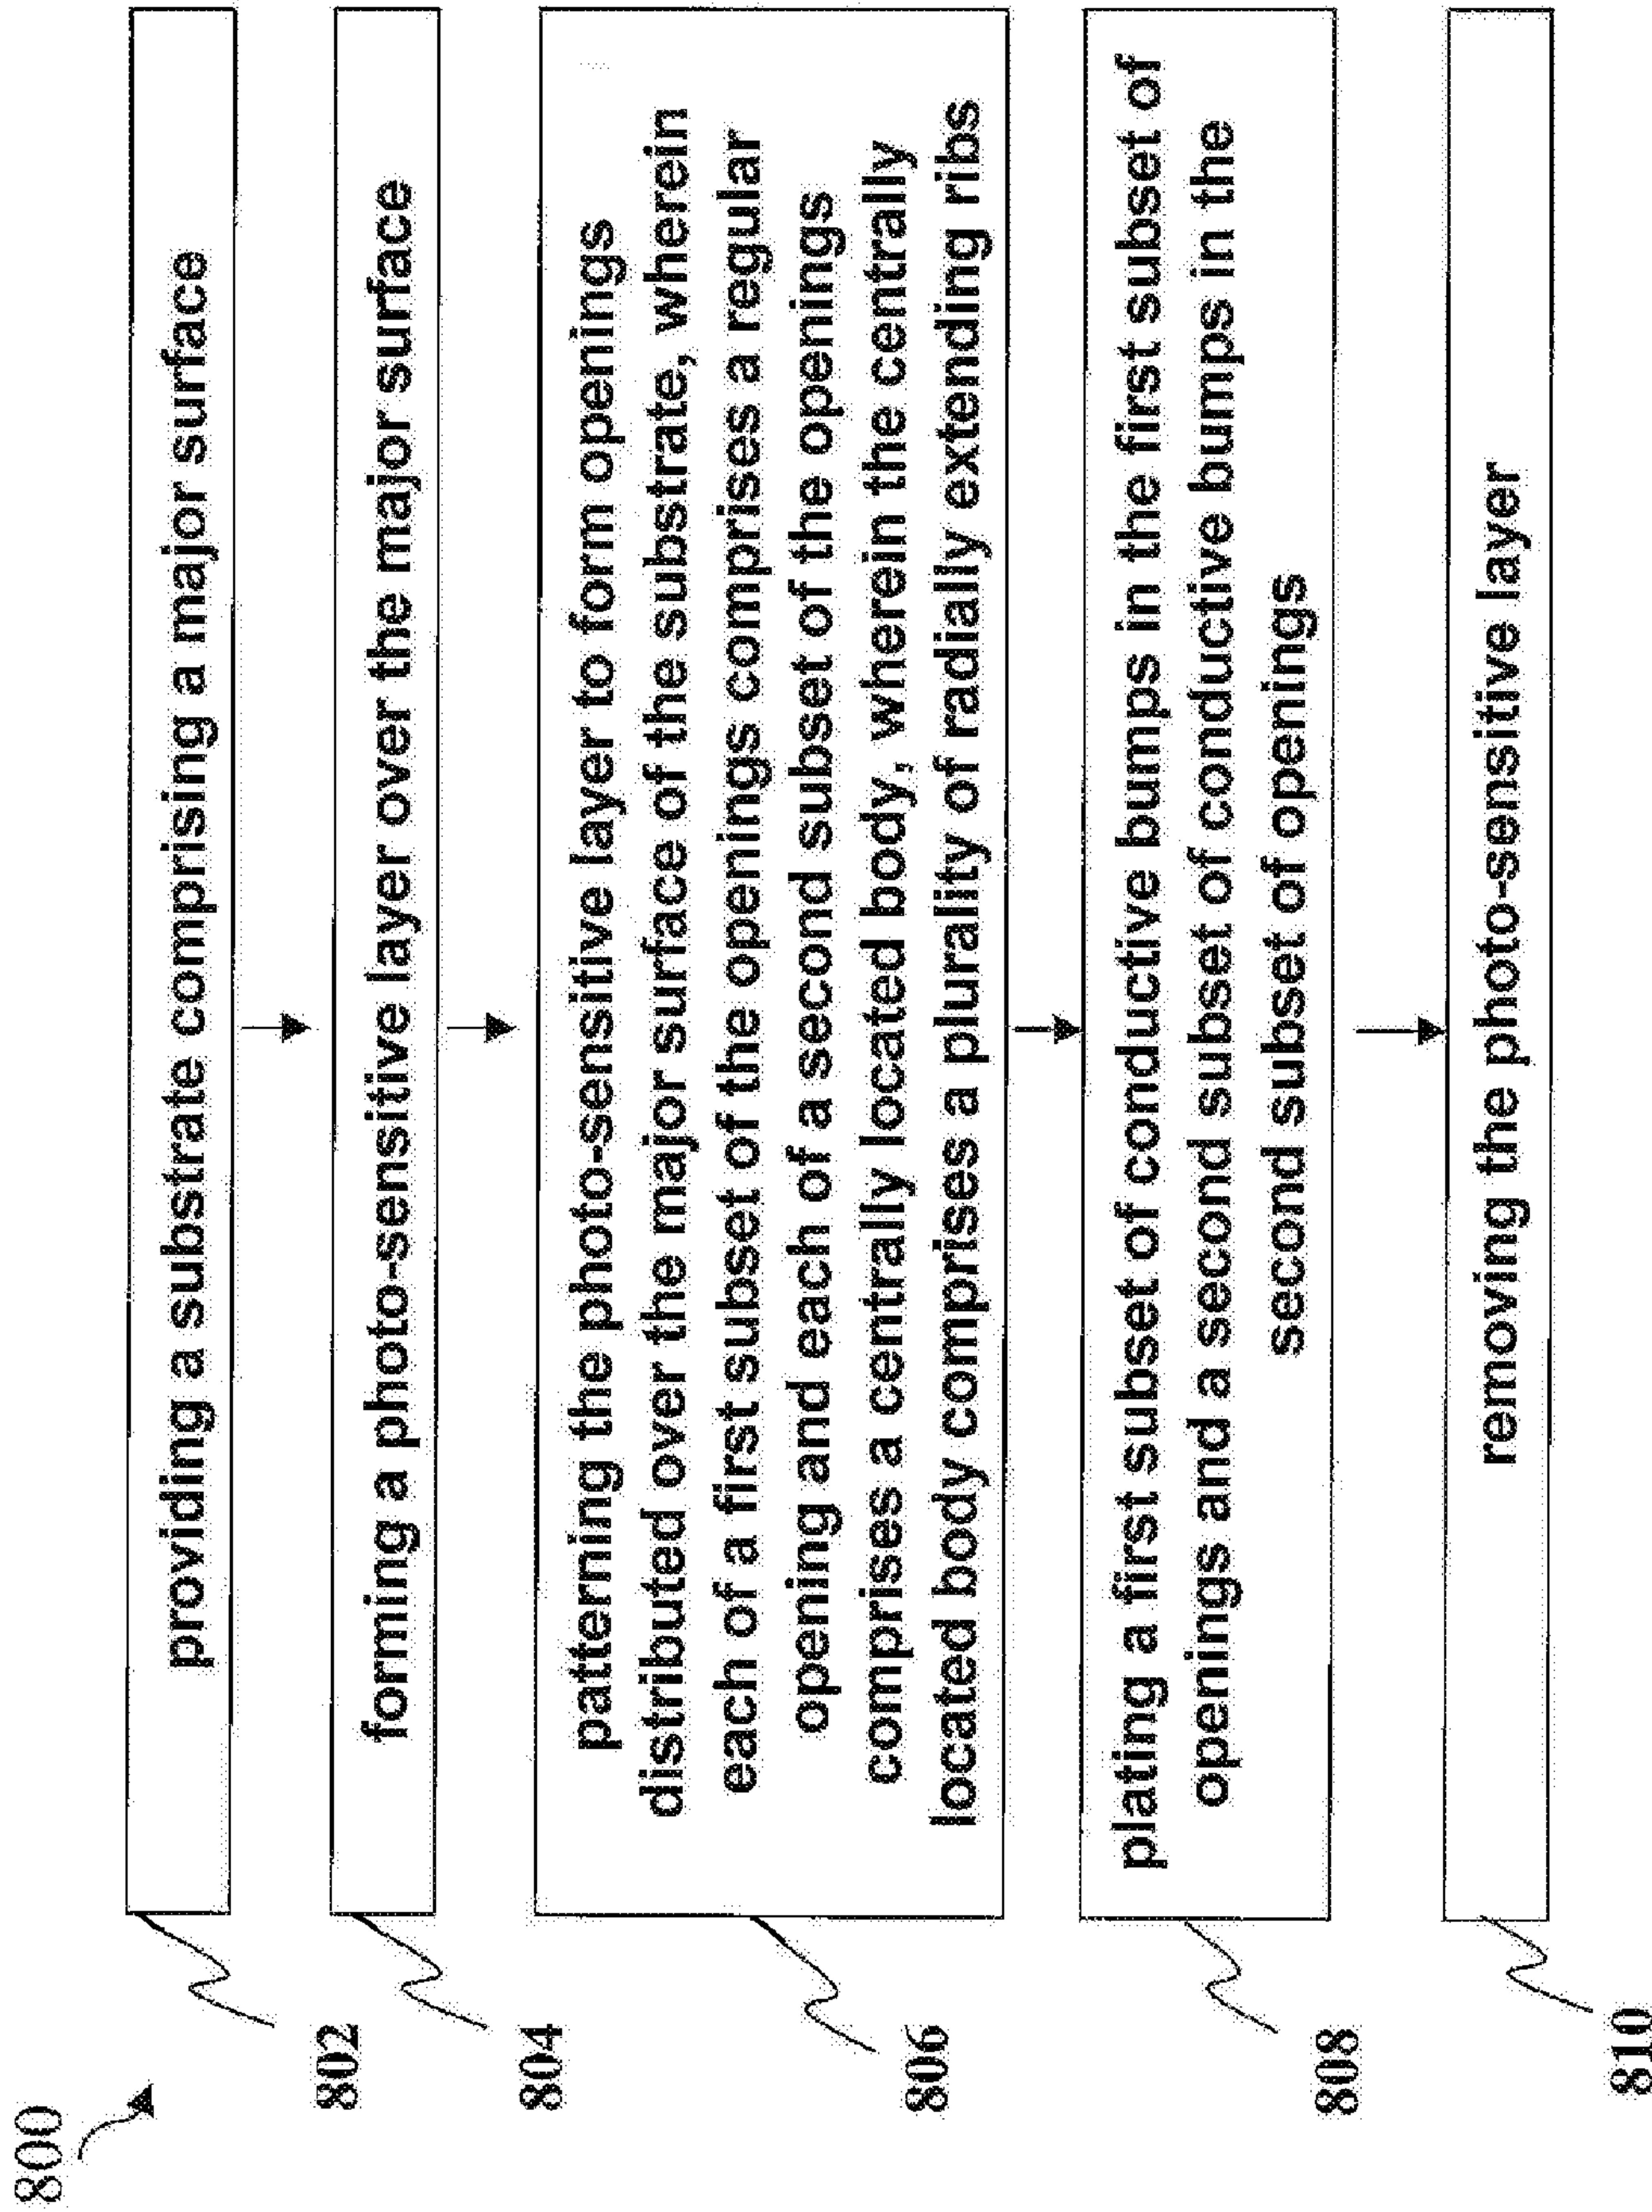 800
802
providing a substrate comprising a major surface
804
forming a photo-sensitive layer over the major surface
806
patterning the photo-sensitive layer to form openings
distributed over the major surface of the substrate, wherein
each of a first subset of the openings comprises a regular
opening and each of a second subset of the openings
comprises a centrally located body, wherein the centrally
located body comprises a plurality of radially extending ribs
808
plating a first subset of conductive bumps in the first subset of
openings and a second subset of conductive bumps in the
second subset of openings
810
removing the photo-sensitive layer